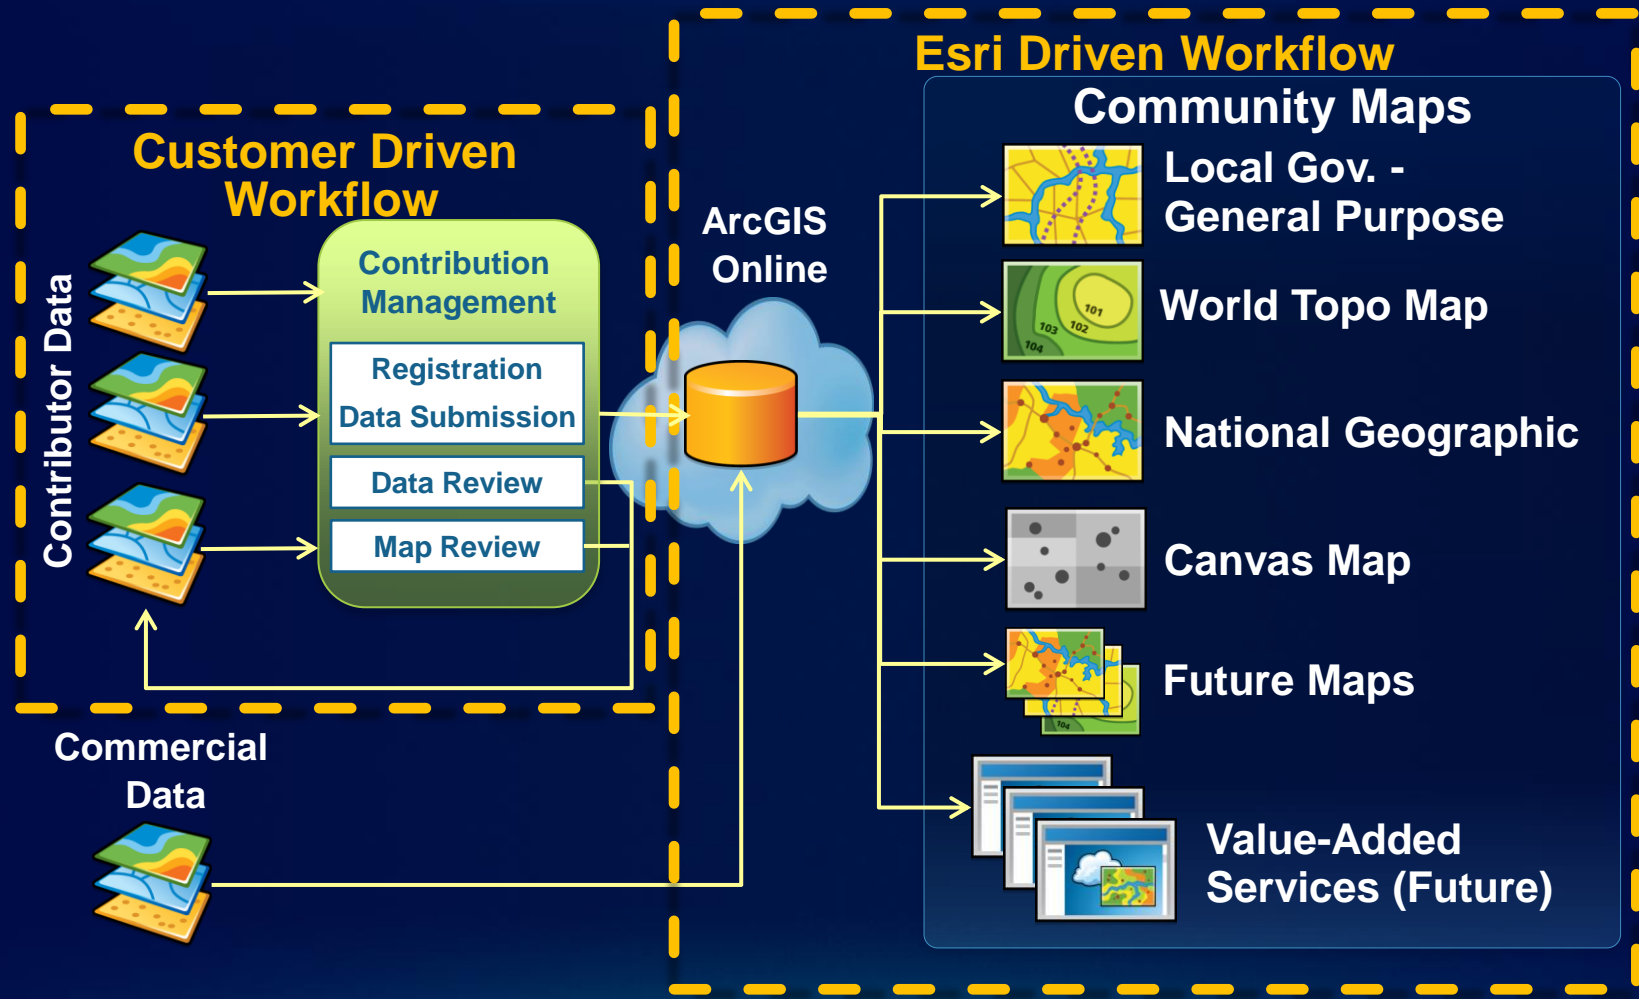 Esri Driven Workflow
Community Maps
Customer Driven
Workflow
Contributor Data
Contribution
Management
Registration
Data Submission
Data Review
Map Review
Commercial
Data
ArcGIS
Online
Local Gov. -
General Purpose
101
102
103
104
World Topo Map
National Geographic
Canvas Map
104
Future Maps
Value-Added
Services (Future)